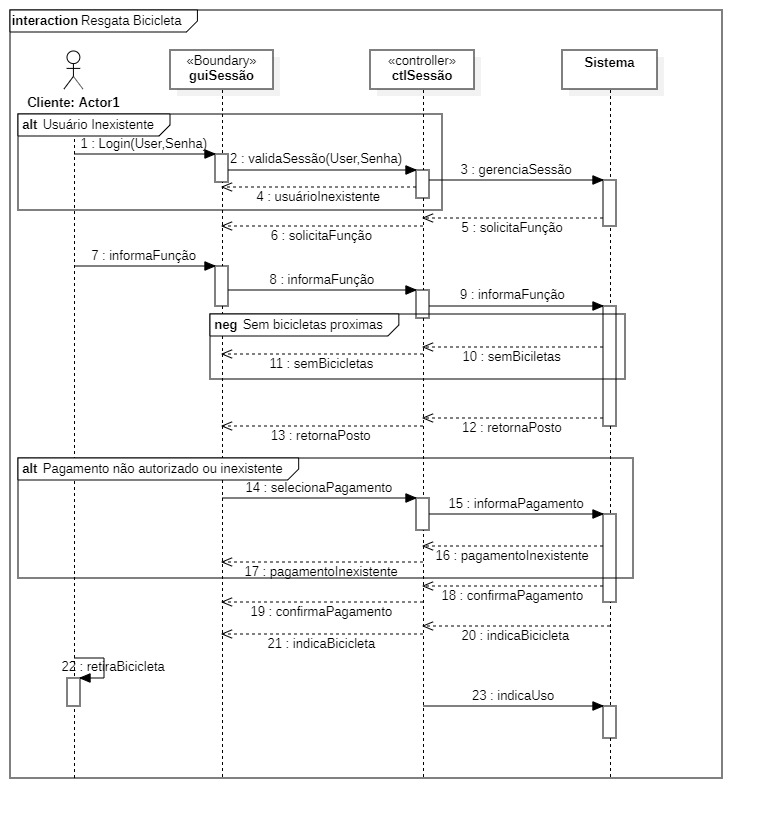 interaction Resgata Bicicleta
«Boundary»
guiSessão
«controller»
ctlSessão
Sistema
Cliente: Actor1
alt Usuário Inexistente
1 : Login(User,Senha)
2 : validaSessão(User,Senha)
3 : gerenciaSessão
4 : usuárioInexistente
5 : solicitaFunção
6 : solicitaFunção
7 : informaFunção
8 : informaFunção
9 : informaFunção
neg Sem bicicletas proximas
10 : semBiciletas
11 : semBicicletas
12 : retornaPosto
13 : retornaPosto
alt Pagamento não autorizado ou inexistente
14 : selecionaPagamento
15 : informaPagamento
16 : pagamentoInexistente
17 : pagamentoInexistente
18 : confirmaPagamento
19 : confirmaPagamento
20 : indicaBicicleta
21 : indicaBicicleta
22 : retiraBicicleta
23 : indicaUso